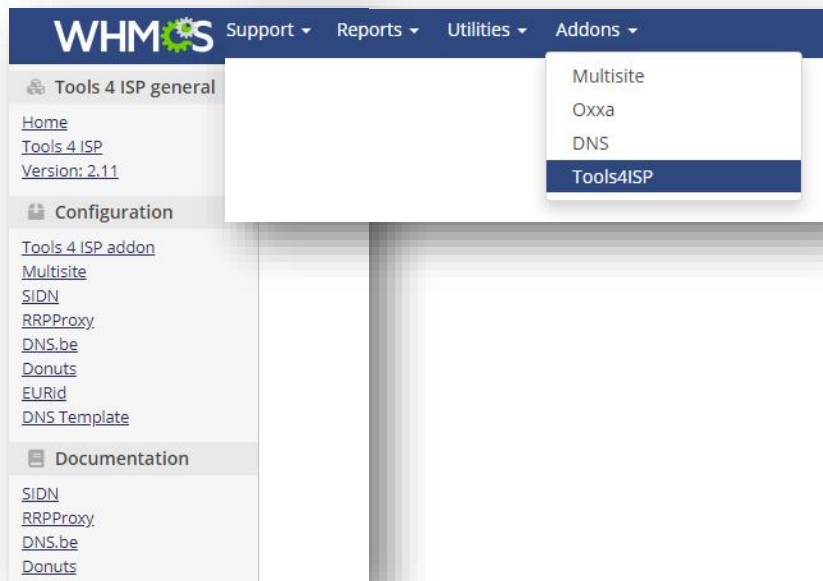 WHMCS Support Reports Utilities Addons
Multisite
Oxxa
DNS
Tools4ISP
Tools 4 ISP general
Home
Tools 4 ISP
Version: 2.11
Configuration
Tools 4 ISP addon
Multisite
SIDN
RRPProxy
DNS.be
Donuts
EURid
DNS Template
Documentation
SIDN
RRPProxy
DNS.be
Donuts